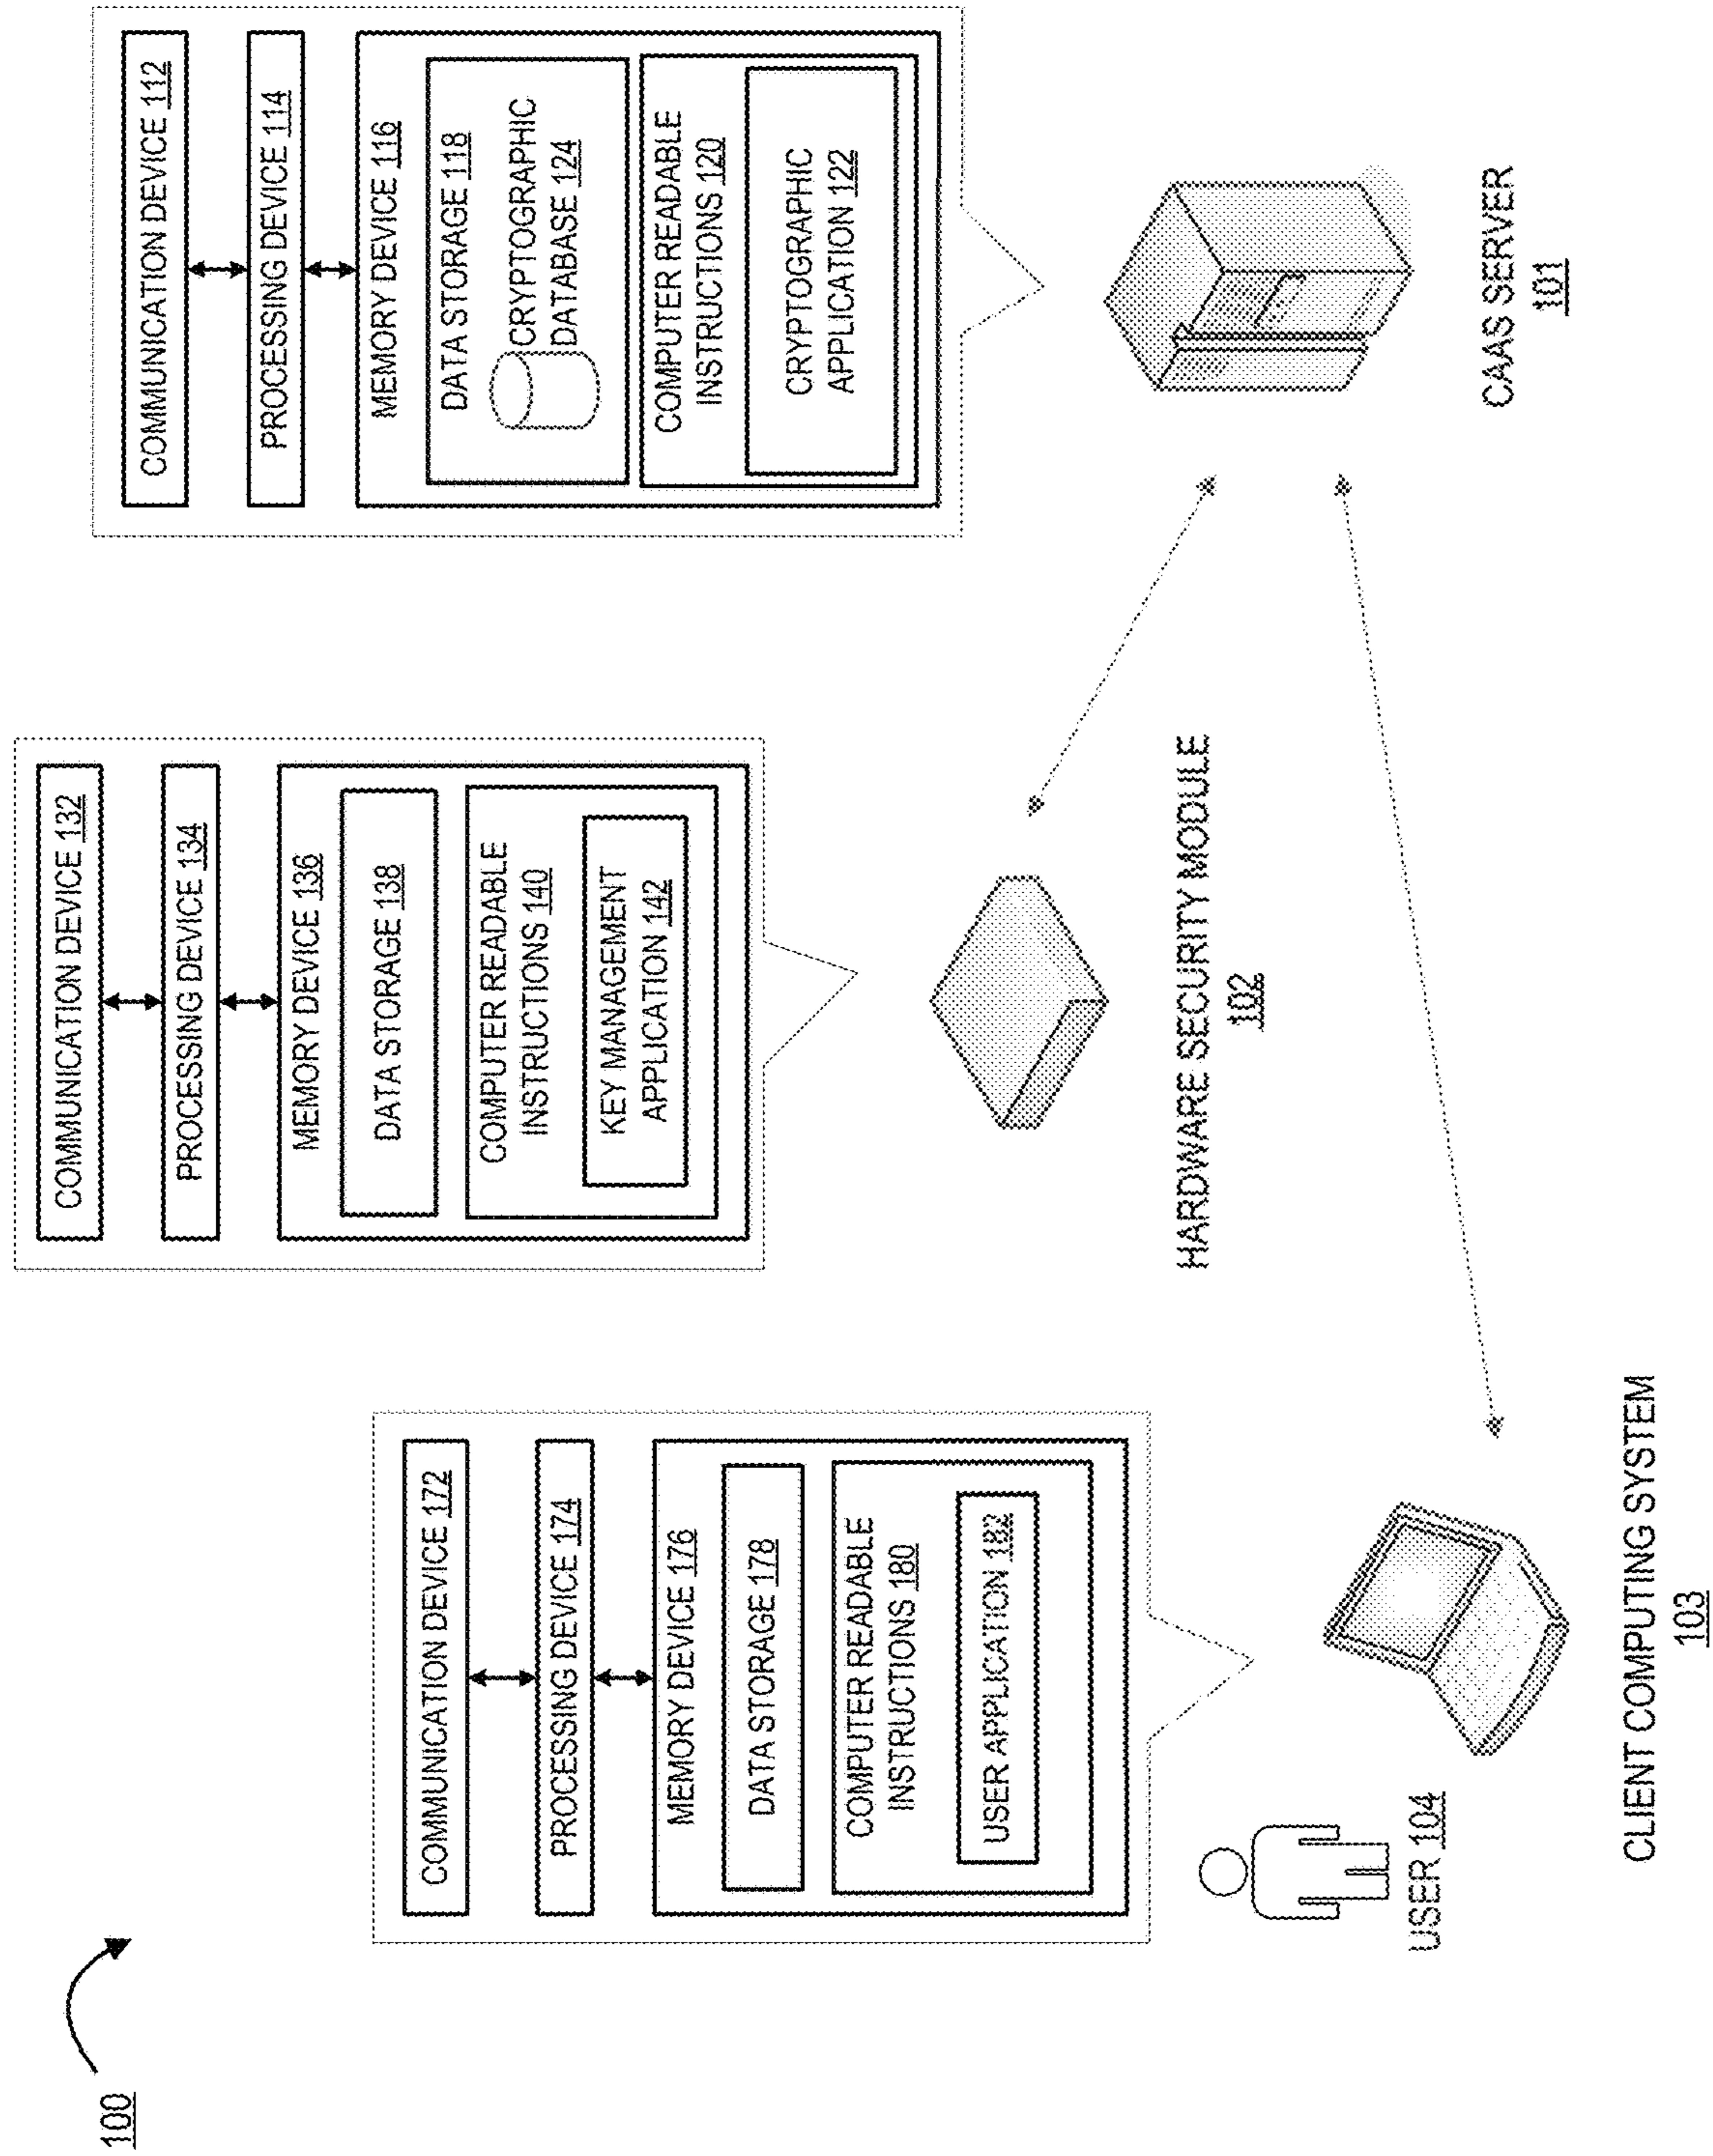 100
COMMUNICATION DEVICE 172
PROCESSING DEVICE 174
MEMORY DEVICE 176
DATA STORAGE 178
COMPUTER READABLE
INSTRUCTIONS 180
USER APPLICATION 182
USER 104
CLIENT COMPUTING SYSTEM
103
COMMUNICATION DEVICE 132
PROCESSING DEVICE 134
MEMORY DEVICE 136
DATA STORAGE 138
COMPUTER READABLE
INSTRUCTIONS 140
KEY MANAGEMENT
APPLICATION 142
HARDWARE SECURITY MODULE
102
COMMUNICATION DEVICE 112
PROCESSING DEVICE 114
MEMORY DEVICE 116
DATA STORAGE 118
CRYPTOGRAPHIC
DATABASE 124
COMPUTER READABLE
INSTRUCTIONS 120
CRYPTOGRAPHIC
APPLICATION 122
CAAS SERVER
101